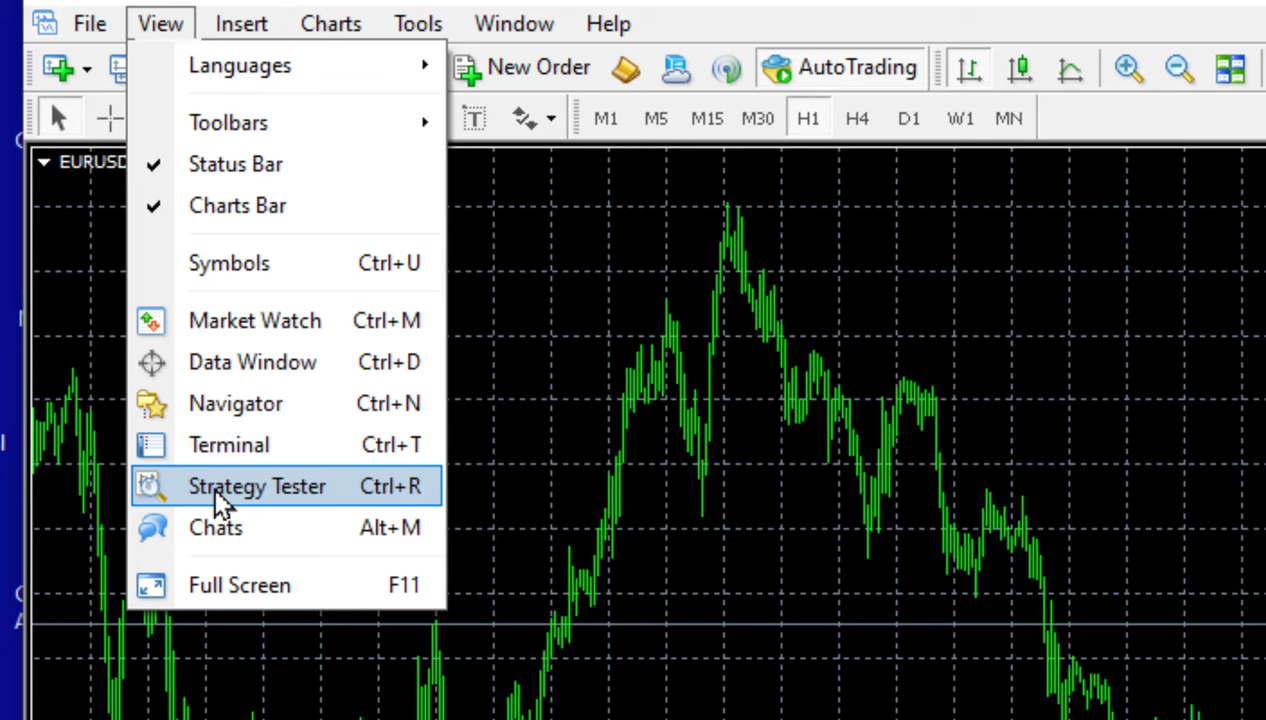 File View Insert Charts Tools Window Help
New Order AutoTrading
M1 M5 M15 M30 H1 H4 D1 W1 MN
EURUSD
Languages
Toolbars
Status Bar
Charts Bar
Symbols Ctrl+U
Market Watch Ctrl+M
Data Window Ctrl+D
Navigator Ctrl+N
Terminal Ctrl+T
Strategy Tester Ctrl+R
Chats Alt+M
Full Screen F11